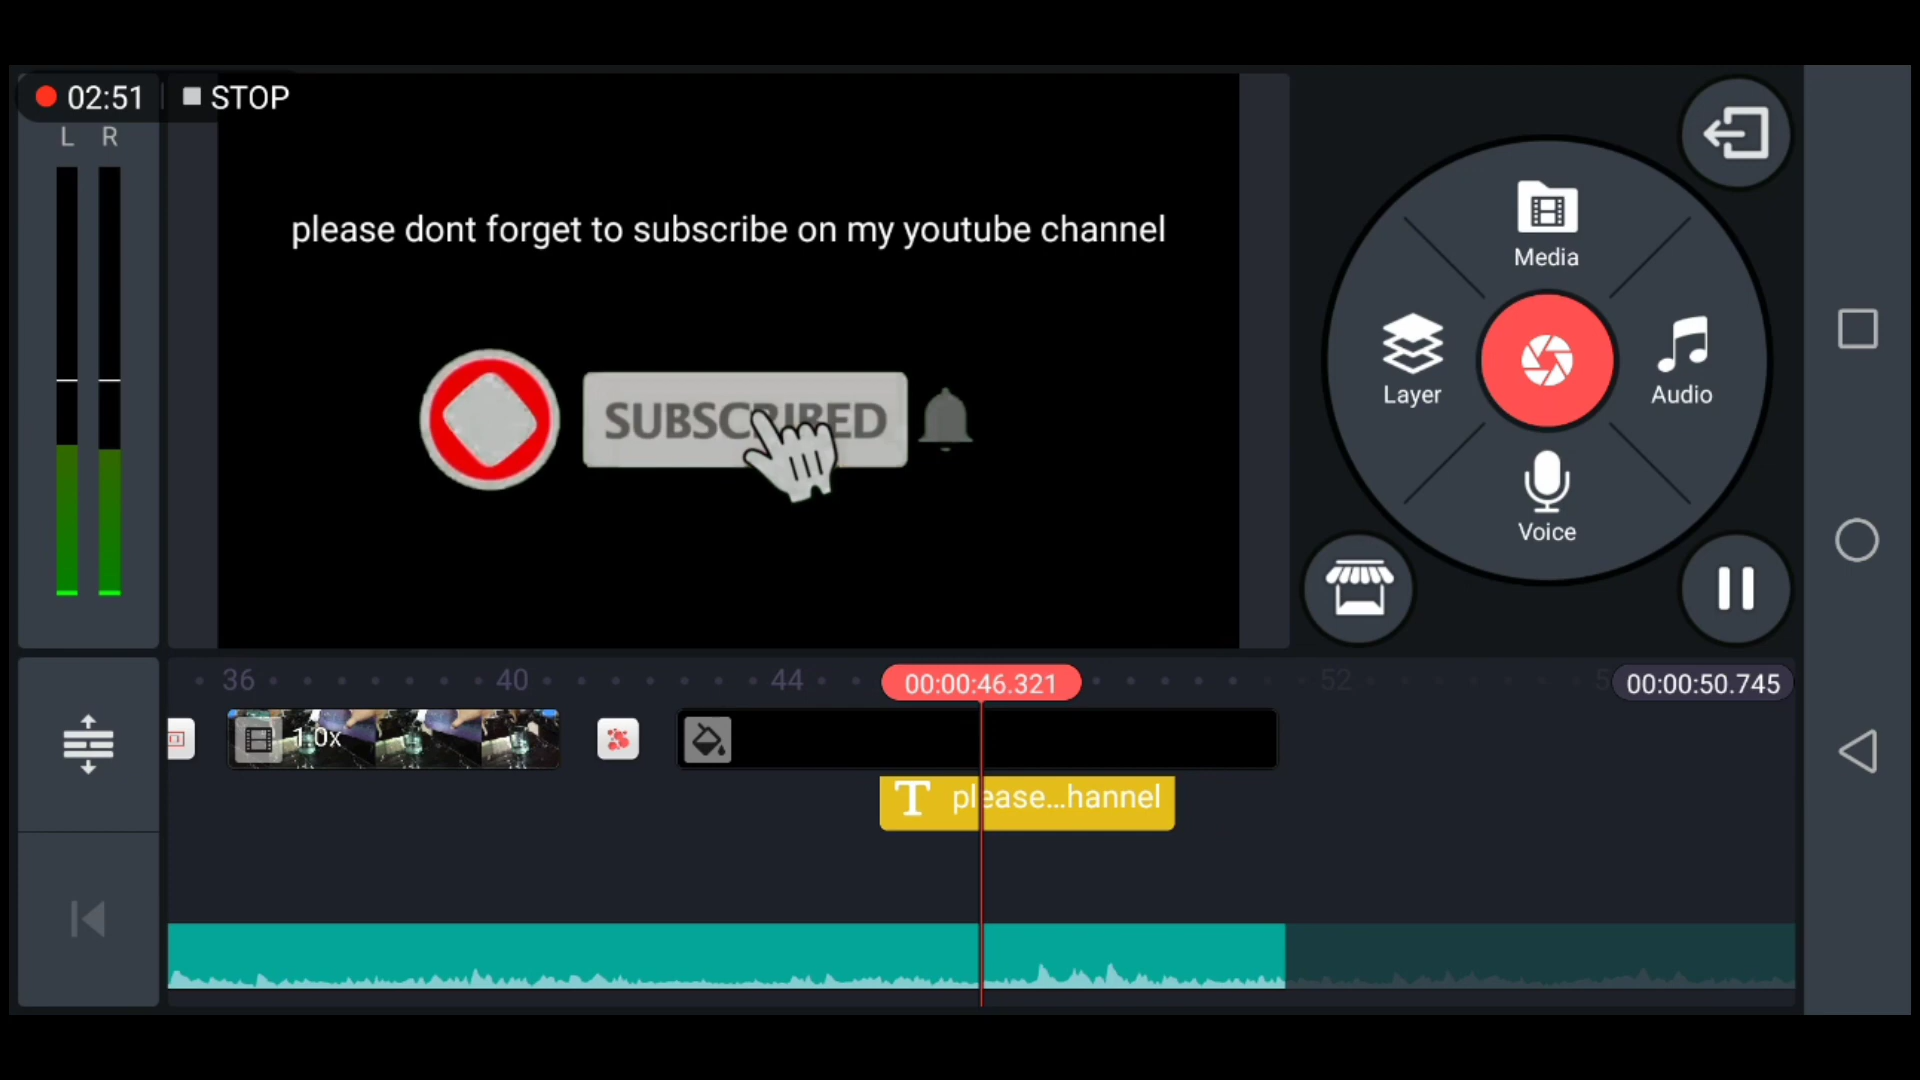 02:51 STOP
L R
please dont forget to subscribe on my youtube channel
SUBSCRIBED
Media
Layer
Audio
Voice
36 40 44 00:00:46.321 52 00:00:50.745
1.0x
T please...hannel